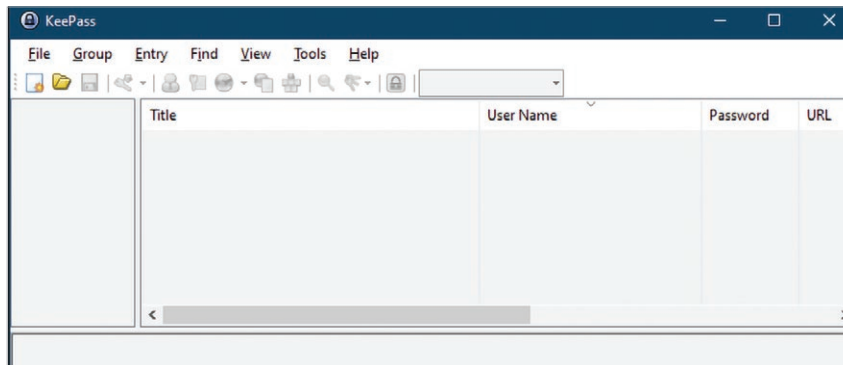 KeePass
File Group Entry Find View Tools Help
Title User Name Password URL